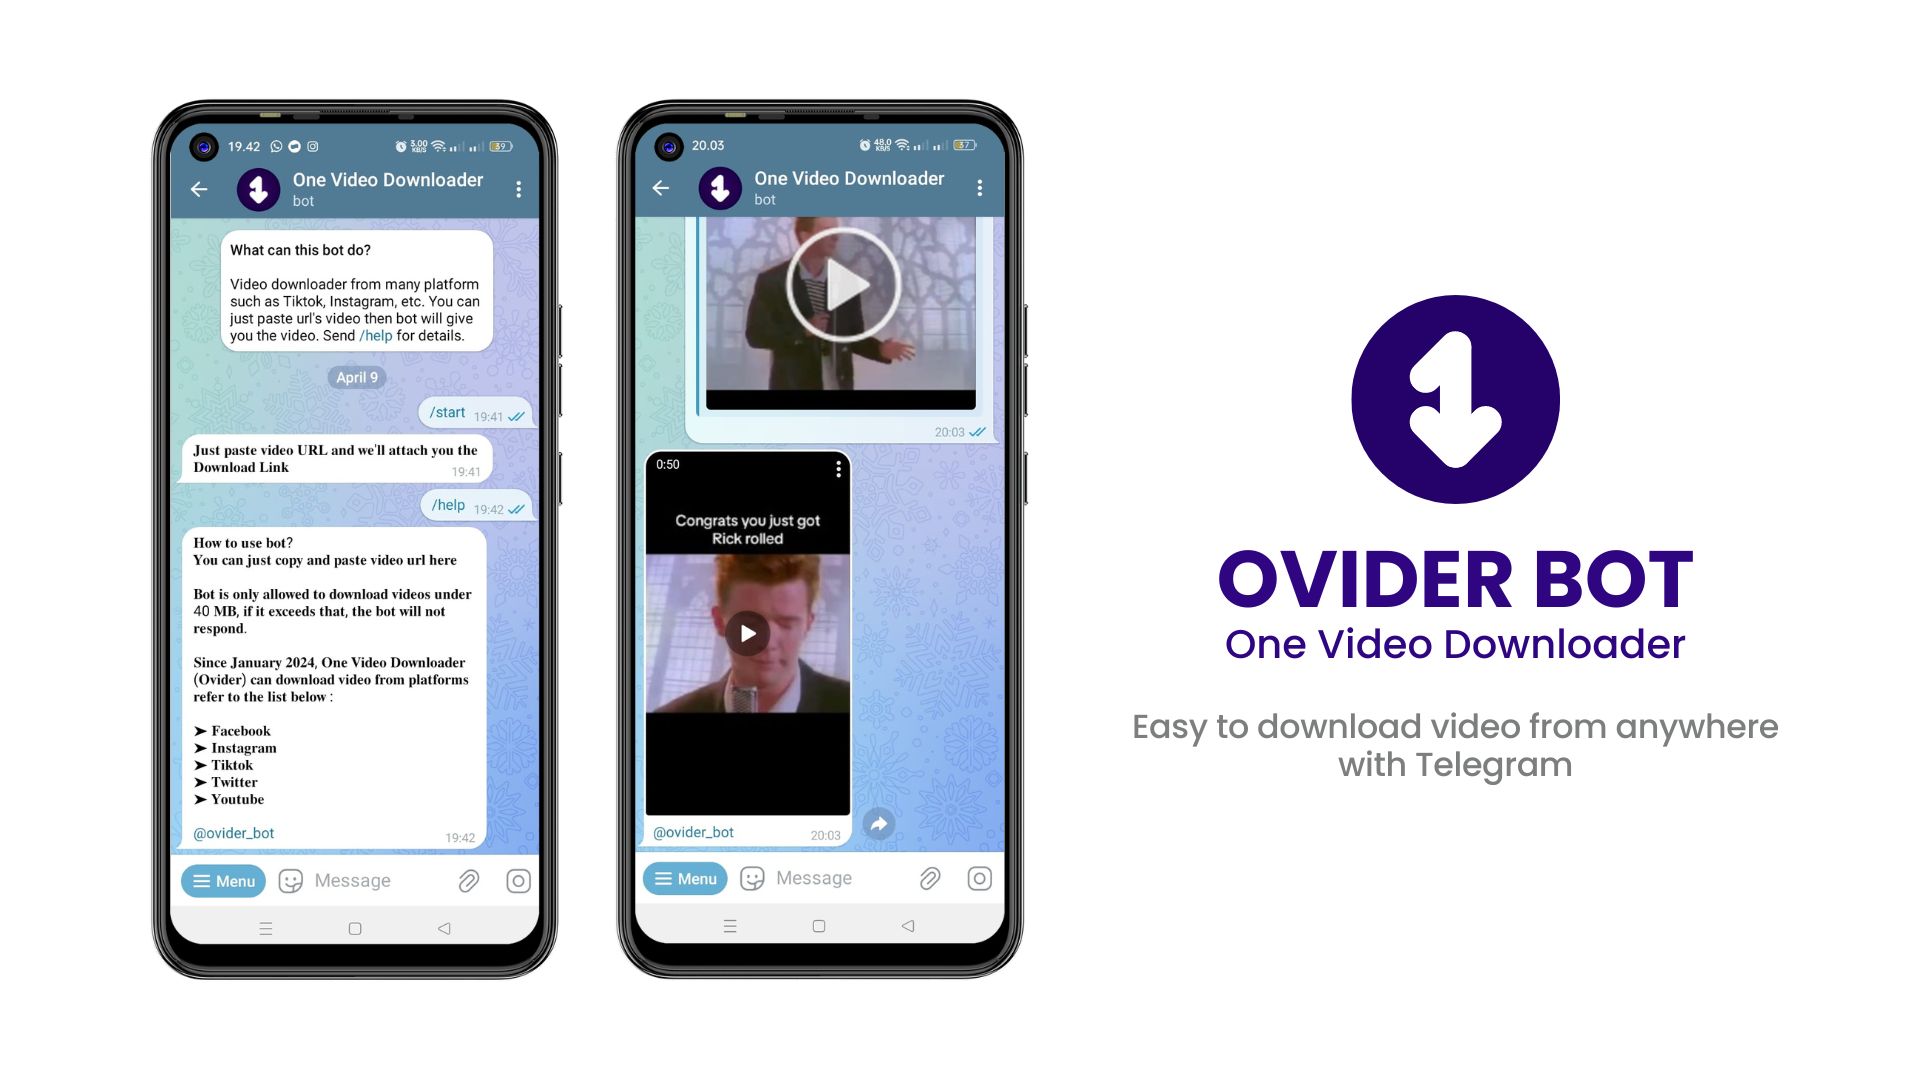 19.42
3.00
KB/S
39
One Video Downloader
bot
What can this bot do?
Video downloader from many platform
such as Tiktok, Instagram, etc. You can
just paste url's video then bot will give
you the video. Send /help for details.
April 9
/start 19:41
Just paste video URL and we'll attach you the
Download Link
19:41
/help 19:42
How to use bot?
You can just copy and paste video url here
Bot is only allowed to download videos under
40 MB, if it exceeds that, the bot will not
respond.
Since January 2024, One Video Downloader
(Ovider) can download video from platforms
refer to the list below :
➤ Facebook
➤ Instagram
➤ Tiktok
➤ Twitter
➤ Youtube
@ovider_bot
19:42
Menu
Message
20.03
48.0
KB/S
37
One Video Downloader
bot
20:03
0:50
Congrats you just got
Rick rolled
@ovider_bot
20:03
Menu
Message
OVIDER BOT
One Video Downloader
Easy to download video from anywhere
with Telegram